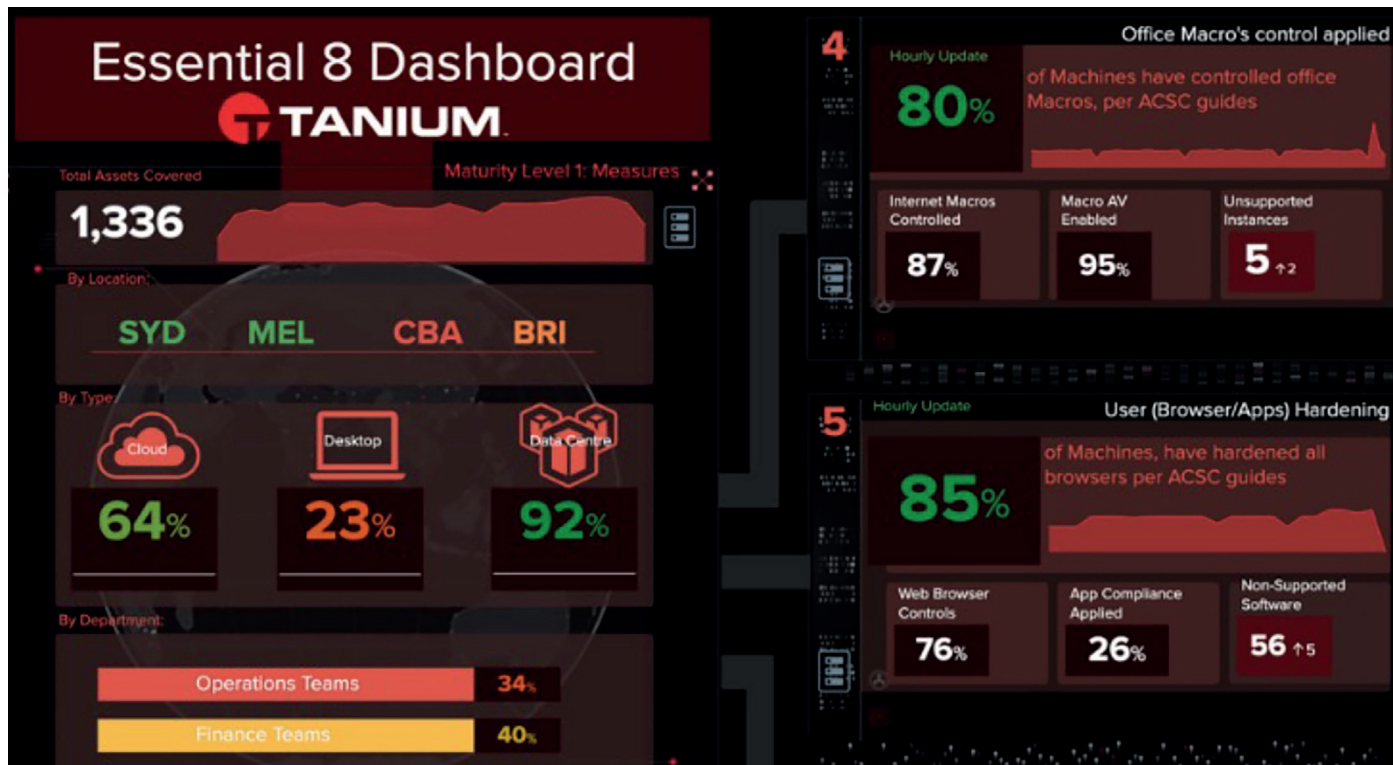 Essential 8 Dashboard
TANIUM
Maturity Level 1: Measures
Total Assets Covered
1,336
By Location:
SYD MEL CBA BRI
By Type:
Cloud Desktop Data Centre
64% 23% 92%
By Department:
Operations Teams 34%
Finance Teams 40%
4
Office Macro's control applied
Hourly Update
80%
of Machines have controlled office
Macros, per ACSC guides
Internet Macros
Controlled
87%
Macro AV
Enabled
95%
Unsupported
Instances
5 ↑2
5
Hourly Update
User (Browser/Apps) Hardening
85%
of Machines, have hardened all
browsers per ACSC guides
Web Browser
Controls
76%
App Compliance
Applied
26%
Non-Supported
Software
56 ↑5